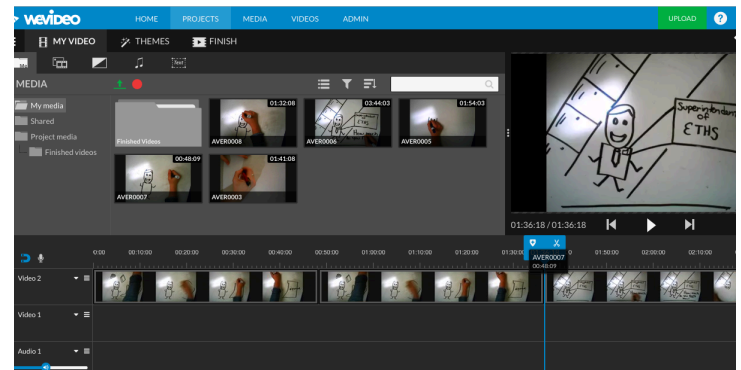 WeVideo
HOME
PROJECTS
MEDIA
VIDEOS
ADMIN
UPLOAD
?
MY VIDEO
THEMES
FINISH
Text
MEDIA
My media
Shared
Project media
Finished videos
Finished Videos
01:32:08
AVER0008
03:44:03
AVER0006
01:54:03
AVER0005
00:48:09
AVER0007
01:41:08
AVER0003
of
ETHS
01:36:18 / 01:36:18
0:00
00:10:00
00:20:00
00:30:00
00:40:00
00:50:00
01:00:00
01:10:00
01:20:00
01:30:00
01:50:00
02:00:00
02:10:00
AVER0007
00:48:09
Video 2
Video 1
Audio 1